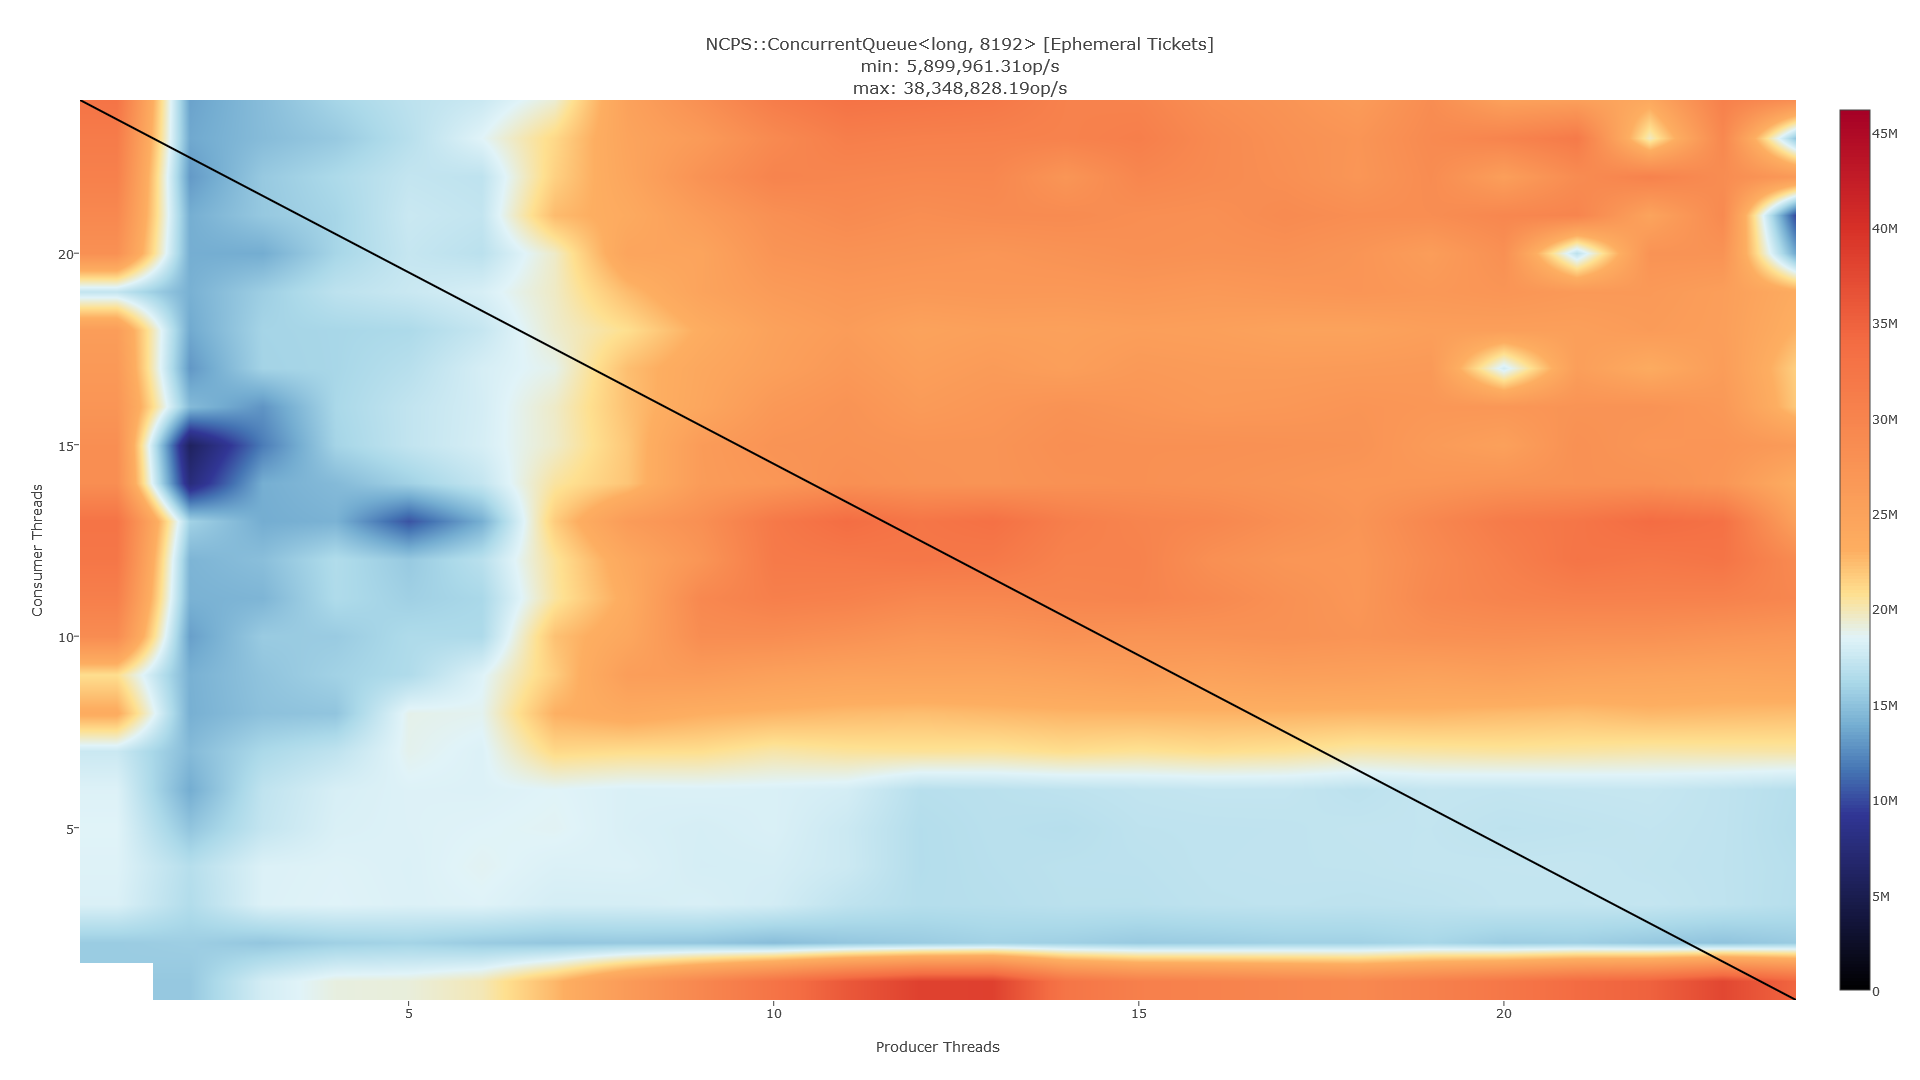 NCPS::ConcurrentQueue<long, 8192> [Ephemeral Tickets]
min: 5,899,961.31op/s
max: 38,348,828.19op/s
Consumer Threads
20
15
10
5
5
10
15
20
Producer Threads
45M
40M
35M
30M
25M
20M
15M
10M
5M
0